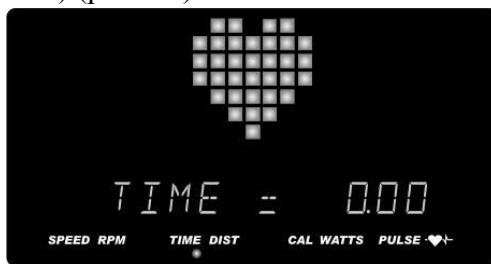 TIME = 0.00
SPEED RPM TIME DIST CAL WATTS PULSE